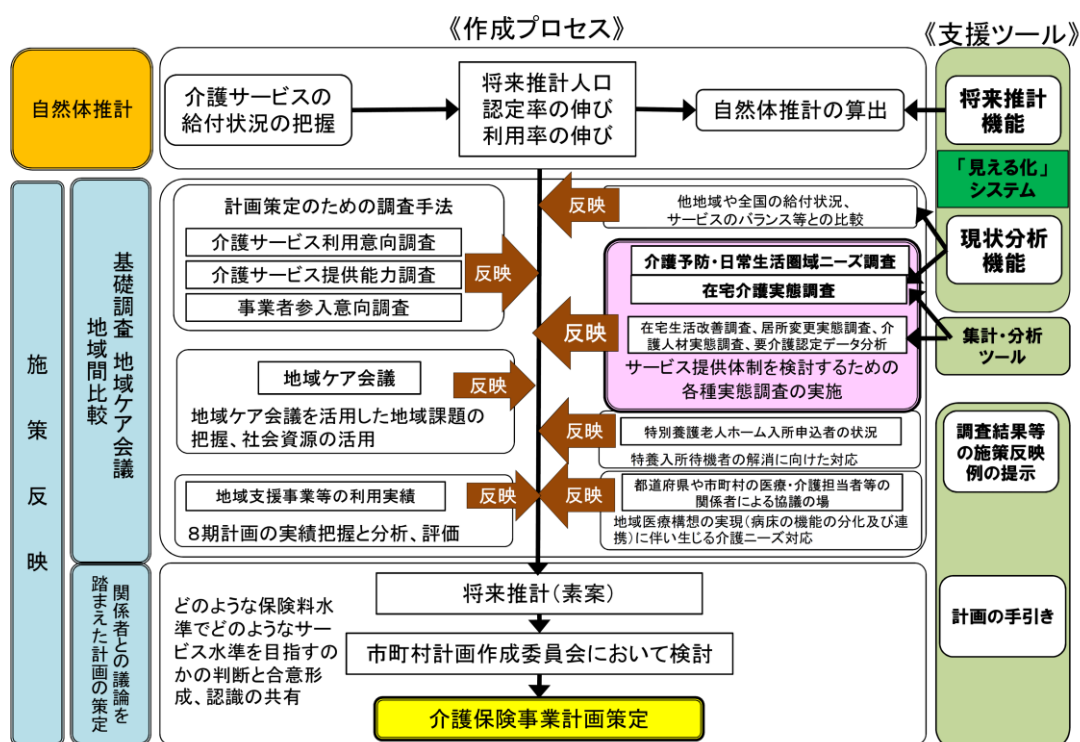 《作成プロセス》
《支援ツール》
自然体推計
介護サービスの
給付状況の把握
将来推計人口
認定率の伸び
利用率の伸び
自然体推計の算出
将来推計
機能
「見える化」
システム
現状分析
機能
集計・分析
ツール
調査結果等
の施策反映
例の提示
計画の手引き
施策反映
基礎調査 地域ケア会議
地域間比較
関係者との議論を
踏まえた計画の策定
計画策定のための調査手法
介護サービス利用意向調査
介護サービス提供能力調査
事業者参入意向調査
反映
反映
他地域や全国の給付状況、
サービスのバランス等との比較
介護予防・日常生活圏域ニーズ調査
在宅介護実態調査
反映
在宅生活改善調査、居所変更実態調査、介
護人材実態調査、要介護認定データ分析
サービス提供体制を検討するための
各種実態調査の実施
地域ケア会議
反映
地域ケア会議を活用した地域課題の
把握、社会資源の活用
反映
特別養護老人ホーム入所申込者の状況
特養入所待機者の解消に向けた対応
地域支援事業等の利用実績
反映
8期計画の実績把握と分析、評価
反映
都道府県や市町村の医療・介護担当者等の
関係者による協議の場
地域医療構想の実現(病床の機能の分化及び連
携)に伴い生じる介護ニーズ対応
どのような保険料水
準でどのようなサー
ビス水準を目指すの
かの判断と合意形
成、認識の共有
将来推計(素案)
市町村計画作成委員会において検討
介護保険事業計画策定